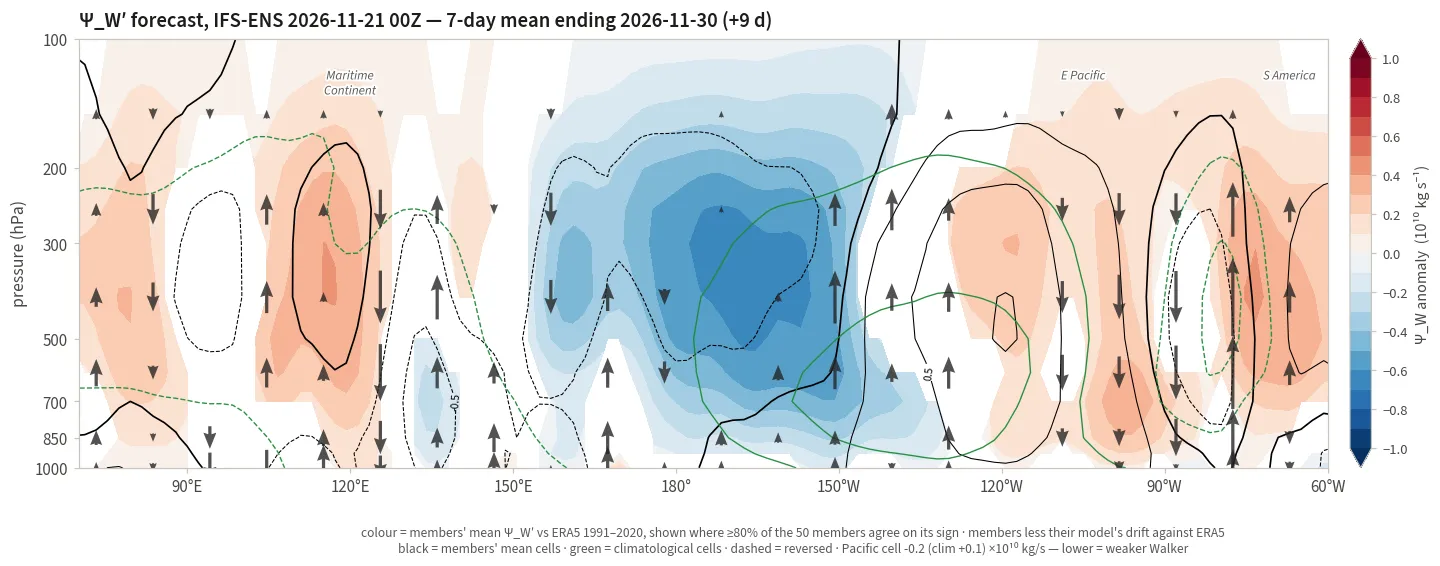 Ψ_W′ forecast, IFS-ENS 2026-11-21 00Z — 7-day mean ending 2026-11-30 (+9 d)
100
200
300
400
500
700
850
1000
pressure (hPa)
Maritime
Continent
E Pacific
S America
-0.5
0.5
90°E
120°E
150°E
180°
150°W
120°W
90°W
60°W
1.0
0.8
0.6
0.4
0.2
0.0
−0.2
−0.4
−0.6
−0.8
−1.0
Ψ_W anomaly (10¹⁰ kg s⁻¹)
colour = members' mean Ψ_W′ vs ERA5 1991–2020, shown where ≥80% of the 50 members agree on its sign · members less their model's drift against ERA5
black = members' mean cells · green = climatological cells · dashed = reversed · Pacific cell -0.2 (clim +0.1) ×10¹⁰ kg/s — lower = weaker Walker